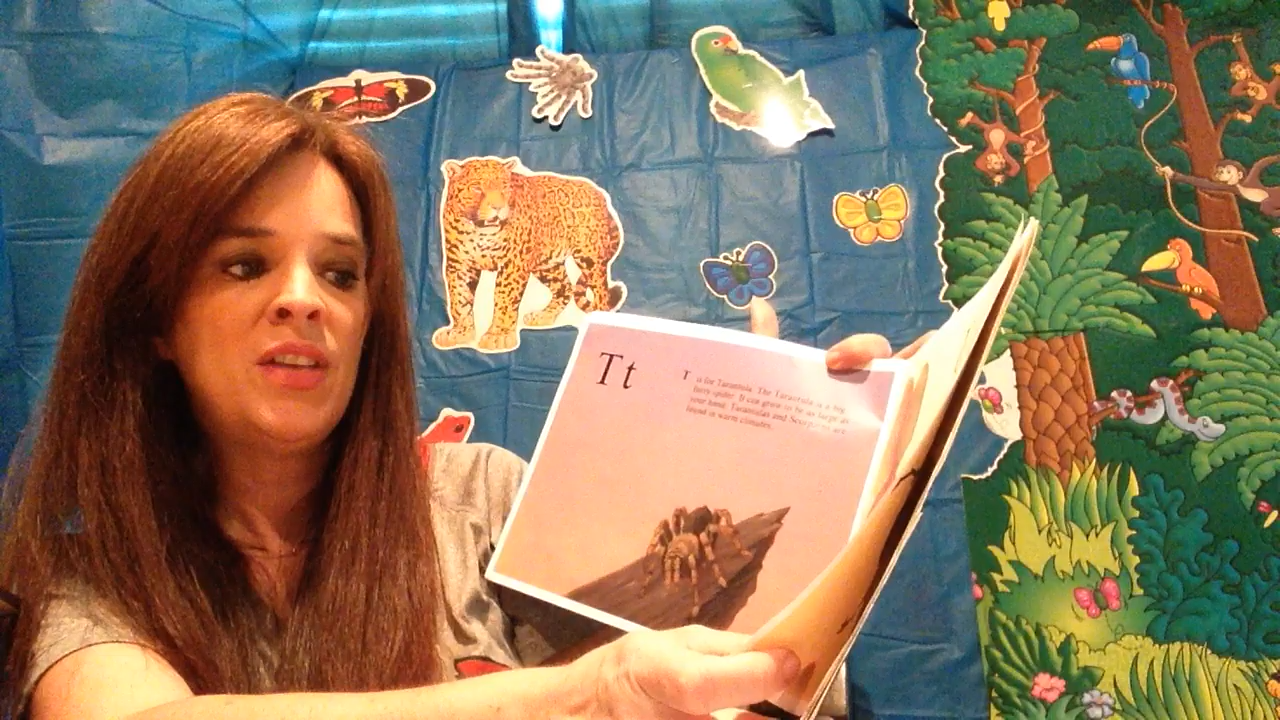 Tt
T is for Tarantula. The Tarantula is a big
hairy spider. It can grow to be as large as
your hand. Tarantulas and Scorpions are
found in warm climates.